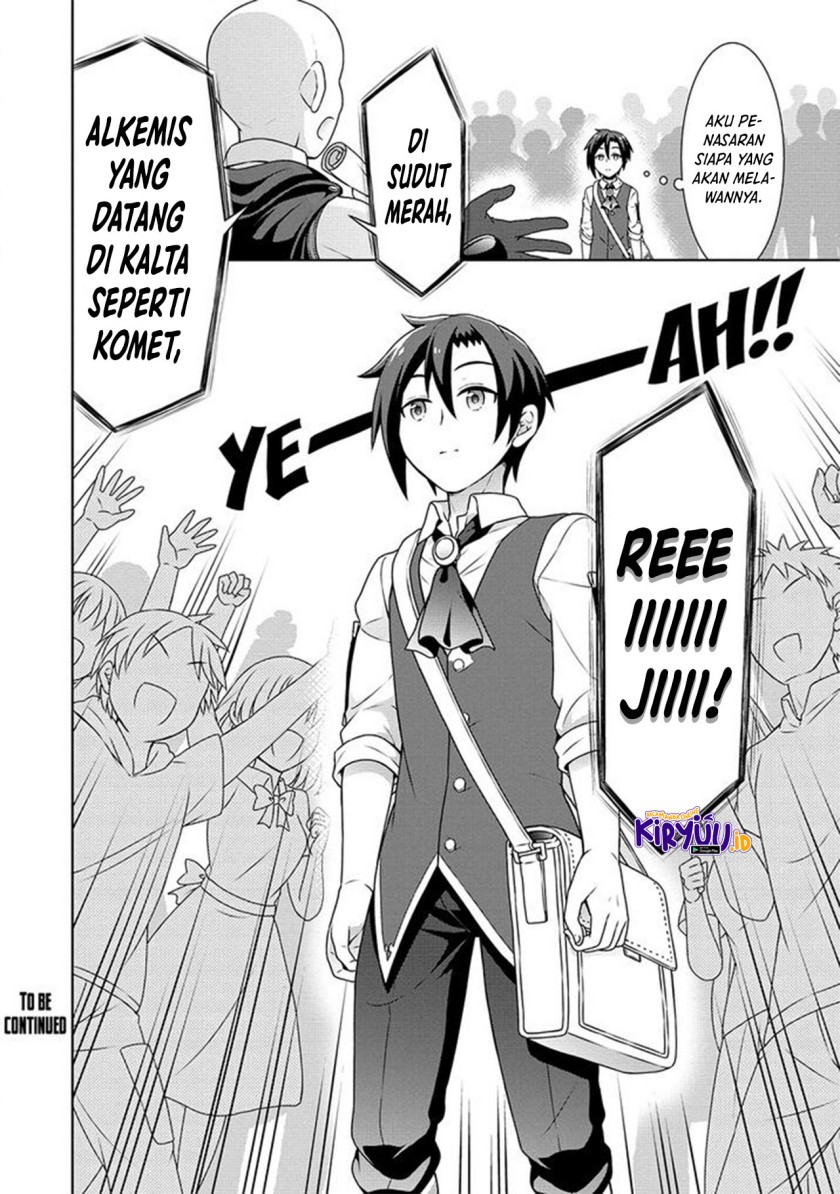 AKU PE-
NASARAN
SIAPA YANG
AKAN MELA-
WANNYA.
DI
SUDUT
MERAH,
ALKEMIS
YANG
DATANG
DI KALTA
SEPERTI
KOMET,
YE—AH!!
REEE
IIIIIIII
JIIII!
KIRYUU.ID
TO BE
CONTINUED